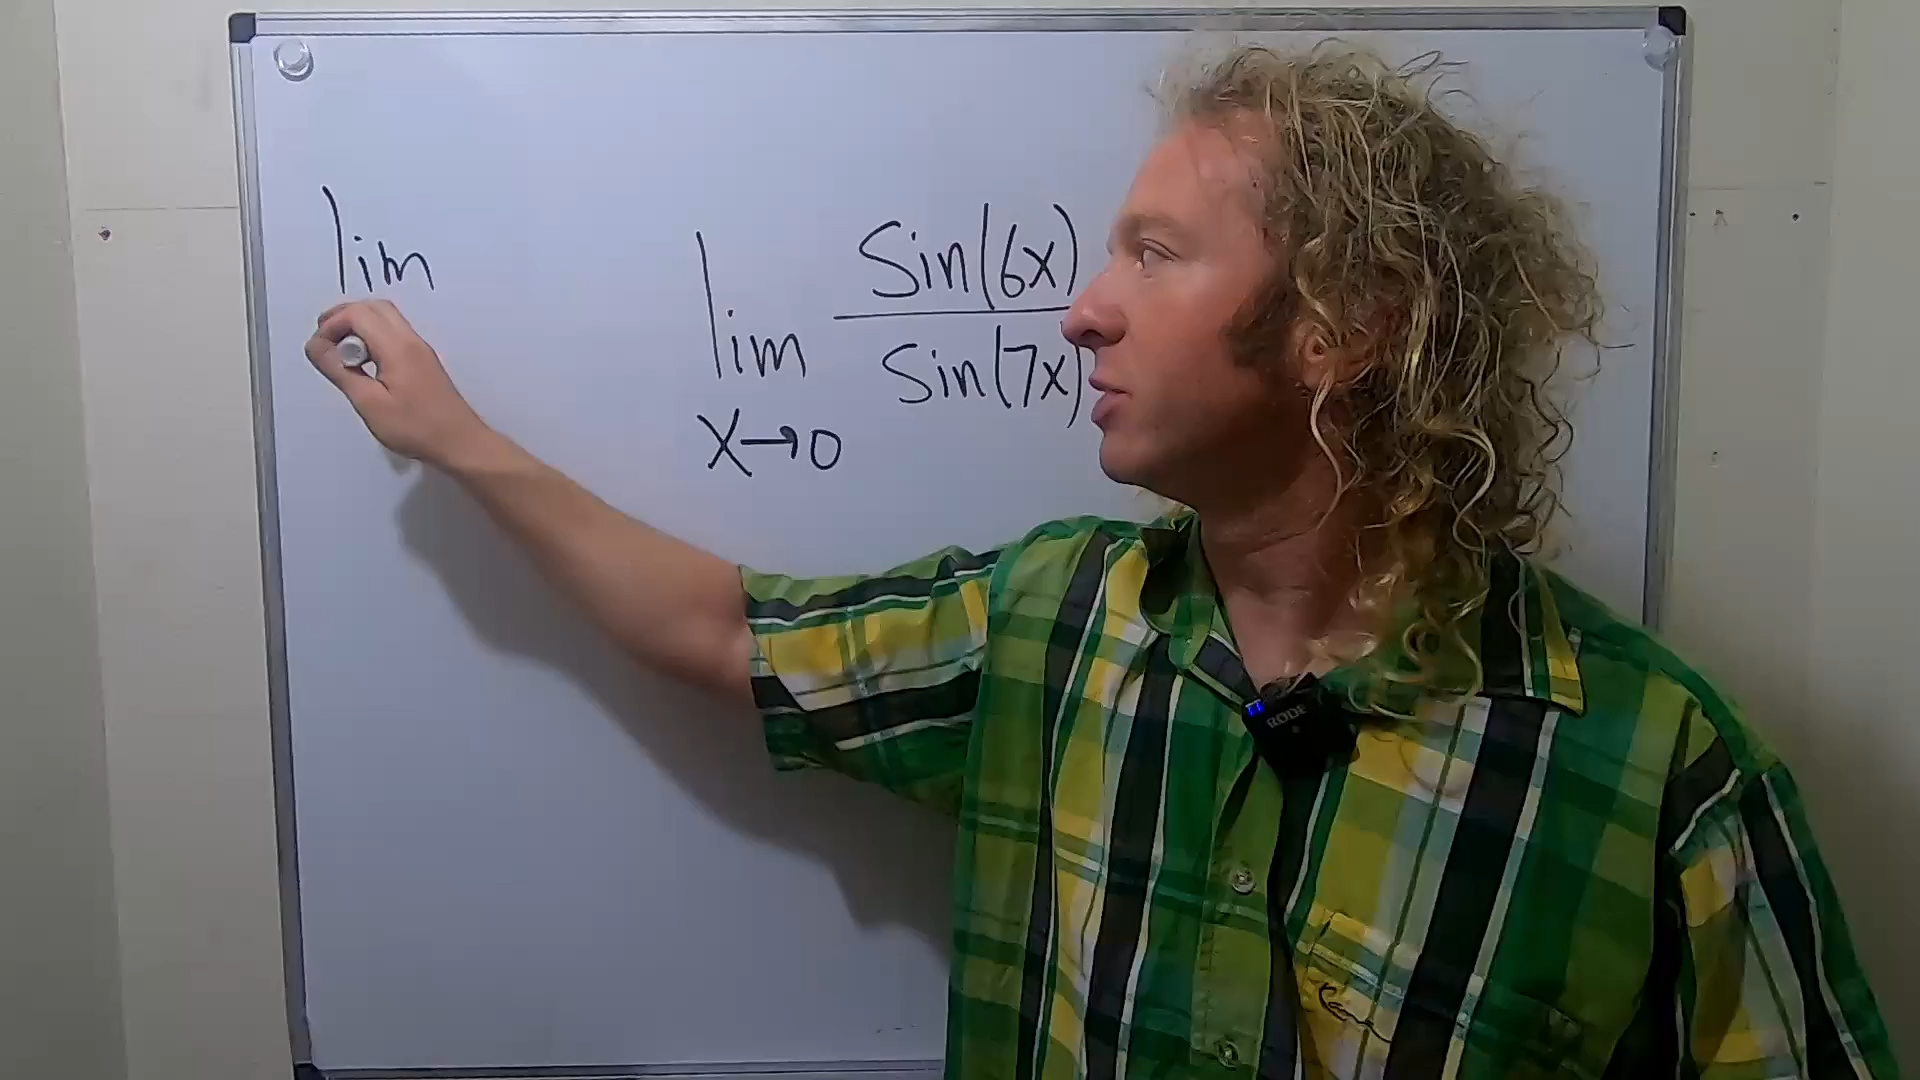 lim
lim sin(6x)
x→0 sin(7x)
RODE